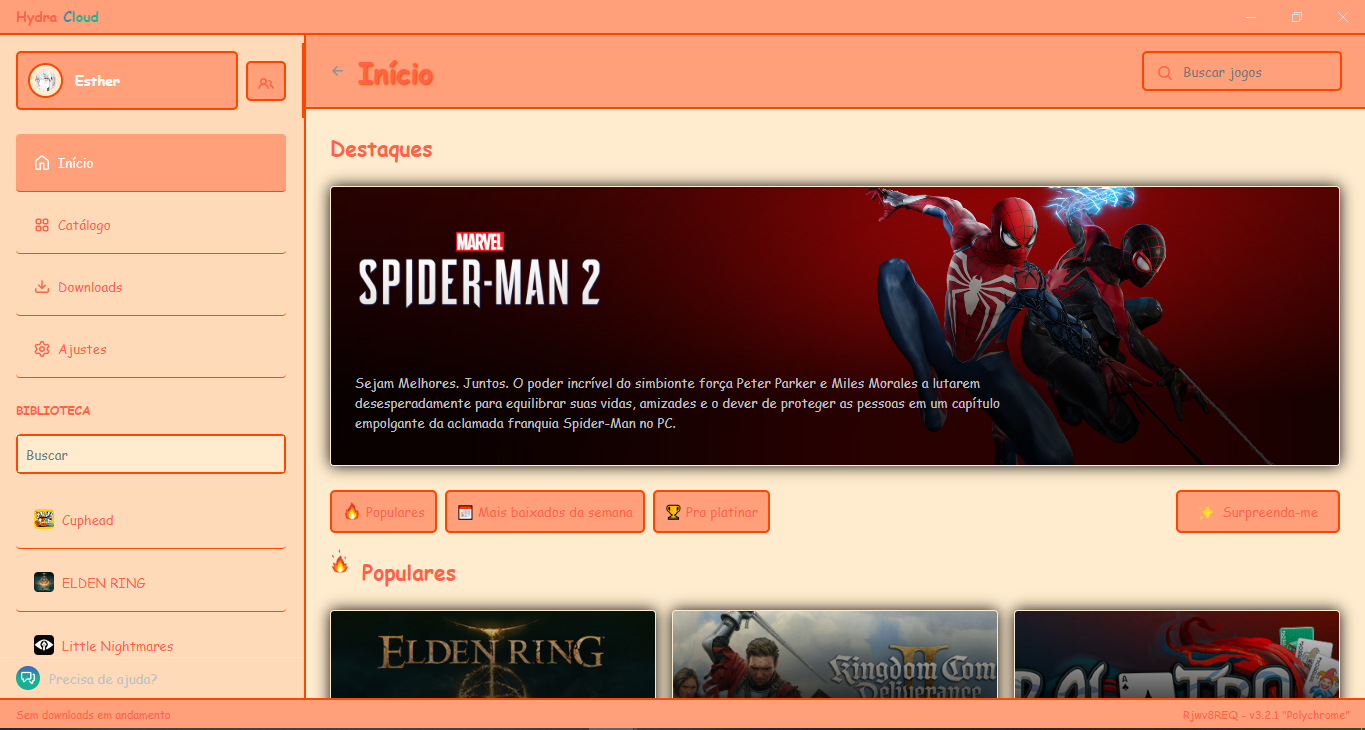 Hydra Cloud
Esther
Início
Buscar jogos
Início
Catálogo
Downloads
Ajustes
BIBLIOTECA
Buscar
Cuphead
ELDEN RING
Little Nightmares
Precisa de ajuda?
Destaques
MARVEL
SPIDER-MAN 2
Sejam Melhores. Juntos. O poder incrível do simbionte força Peter Parker e Miles Morales a lutarem
desesperadamente para equilibrar suas vidas, amizades e o dever de proteger as pessoas em um capítulo
empolgante da aclamada franquia Spider-Man no PC.
Populares
Mais baixados da semana
Pra platinar
Surpreenda-me
Populares
ELDEN RING
Kingdom Com
Deliverance
II
BALATRO
Sem downloads em andamento
Rjwv8REQ - v3.2.1 "Polychrome"